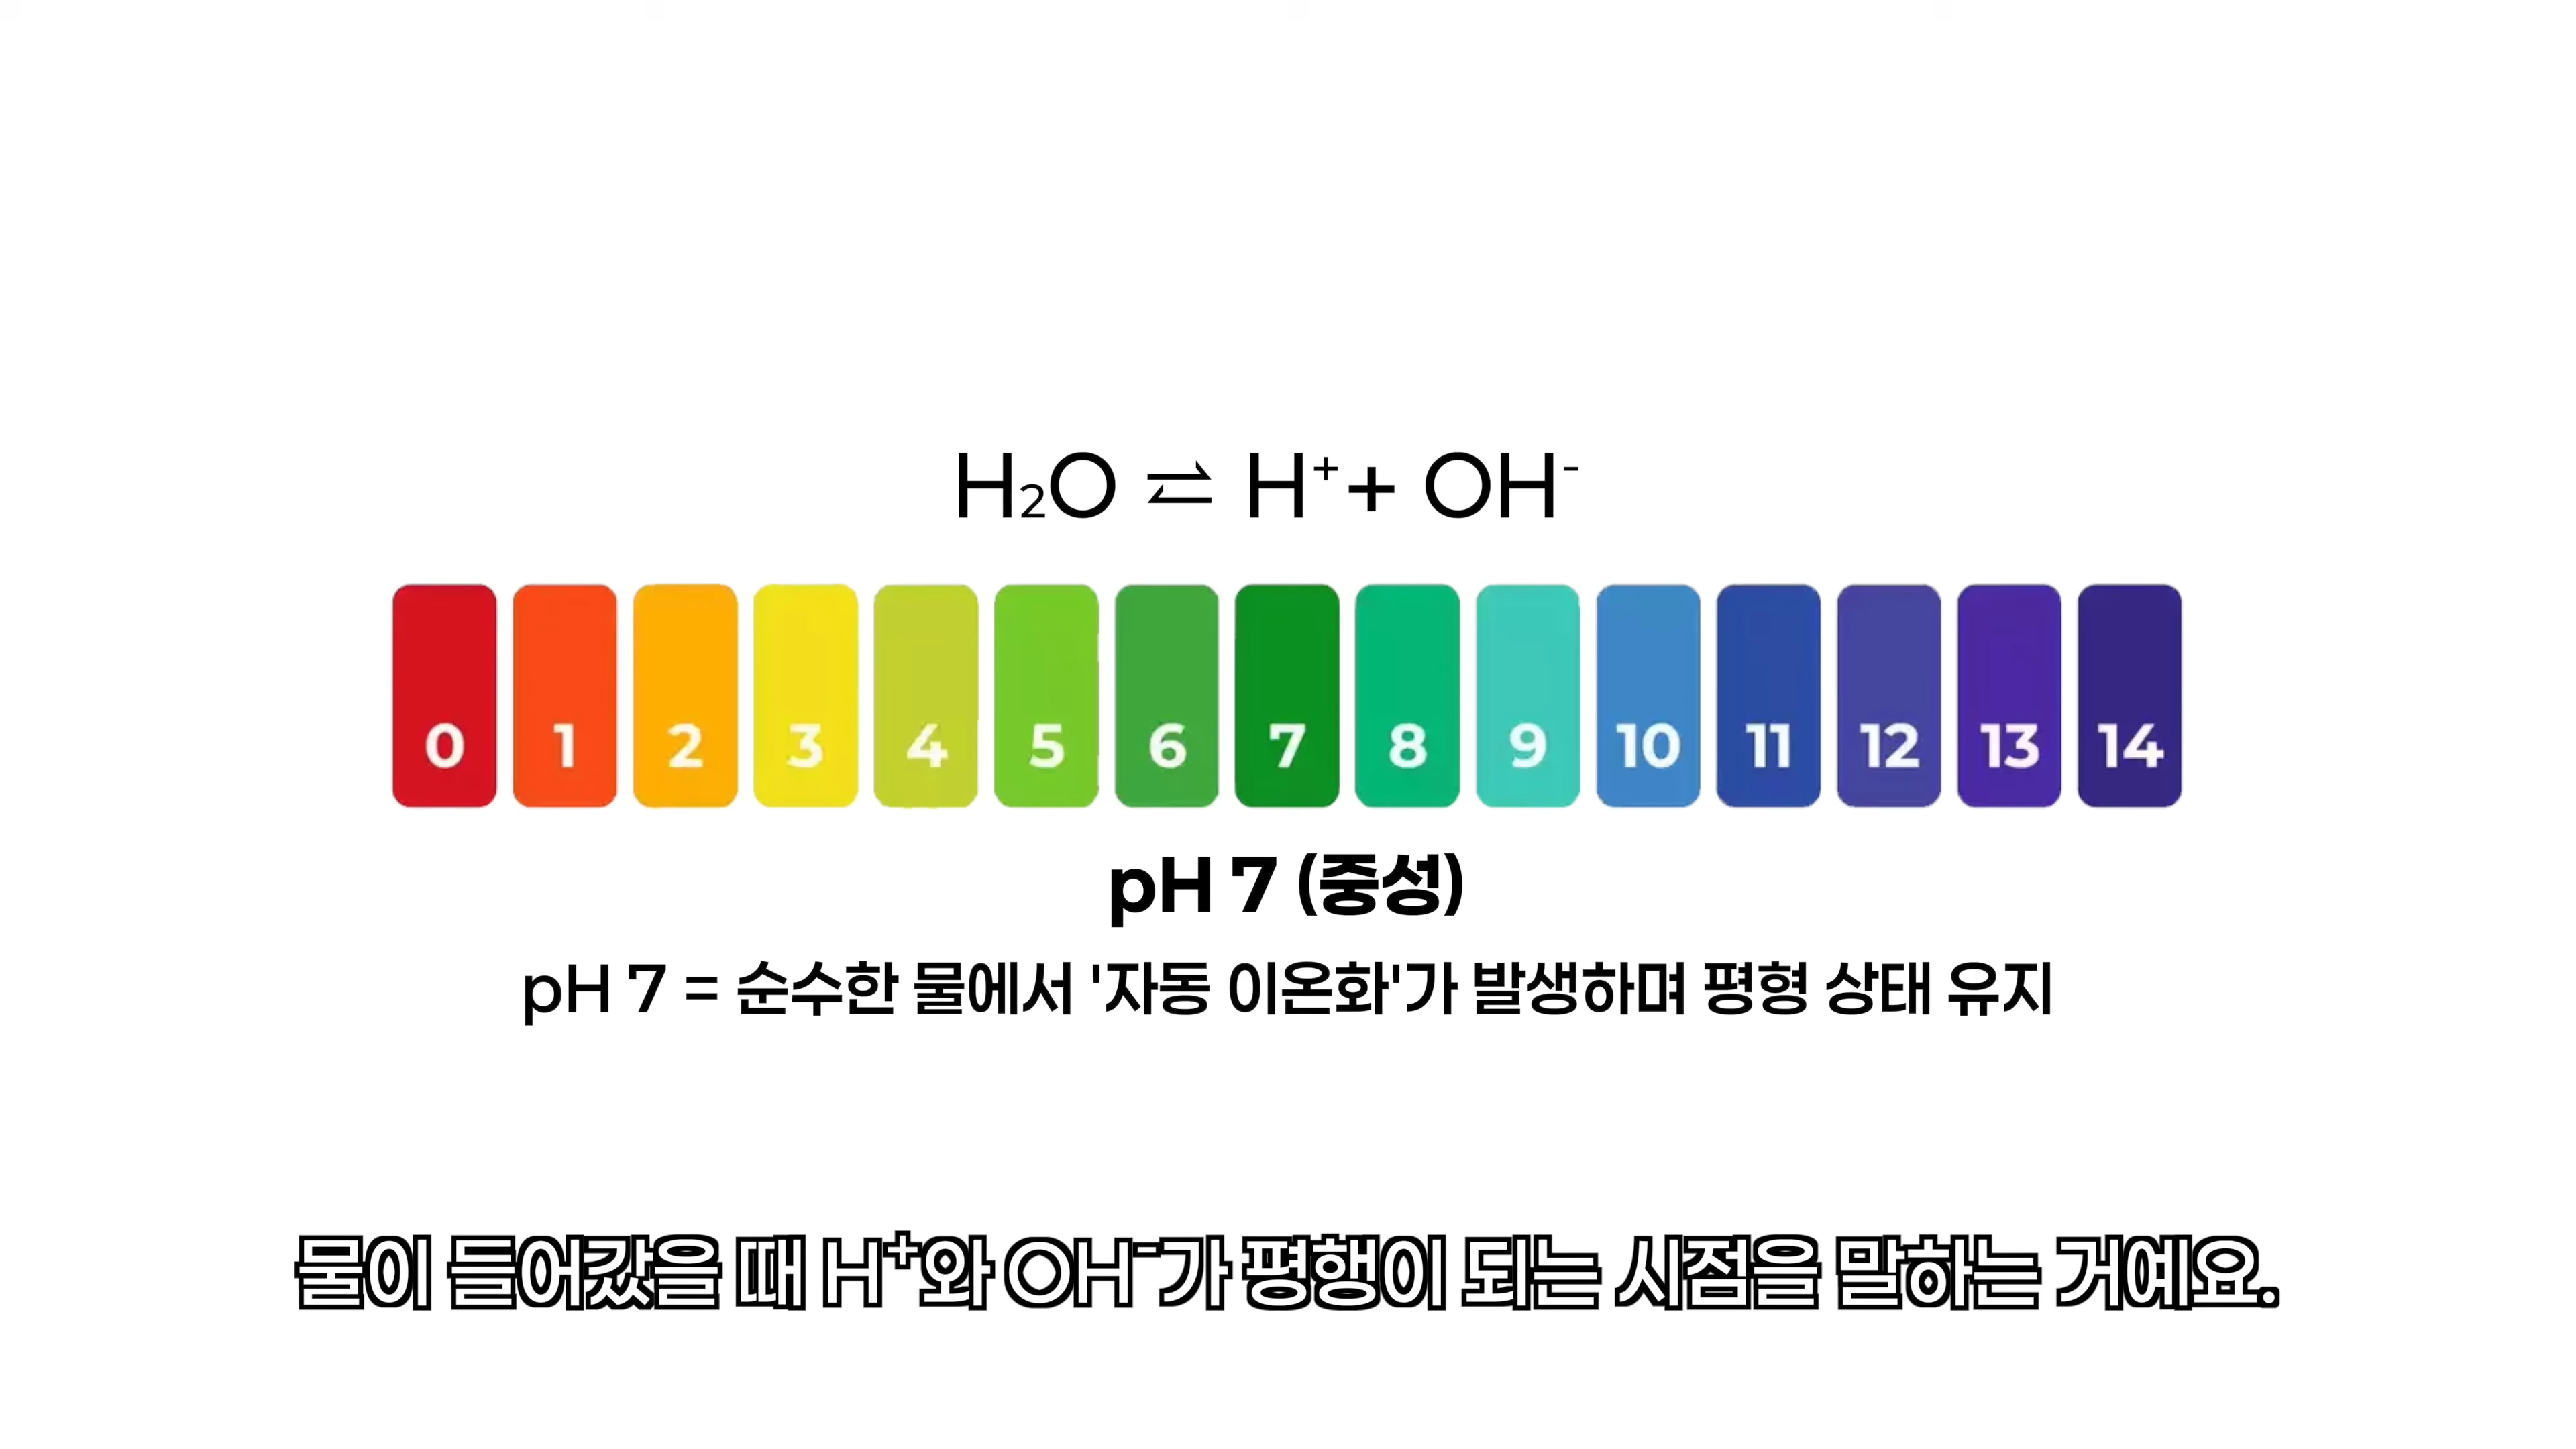 H₂O ⇌ H⁺+ OH⁻
0 1 2 3 4 5 6 7 8 9 10 11 12 13 14
pH 7 (중성)
pH 7 = 순수한 물에서 '자동 이온화'가 발생하며 평형 상태 유지
물이 들어갔을 때 H⁺와 OH⁻가 평행이 되는 시점을 말하는 거예요.